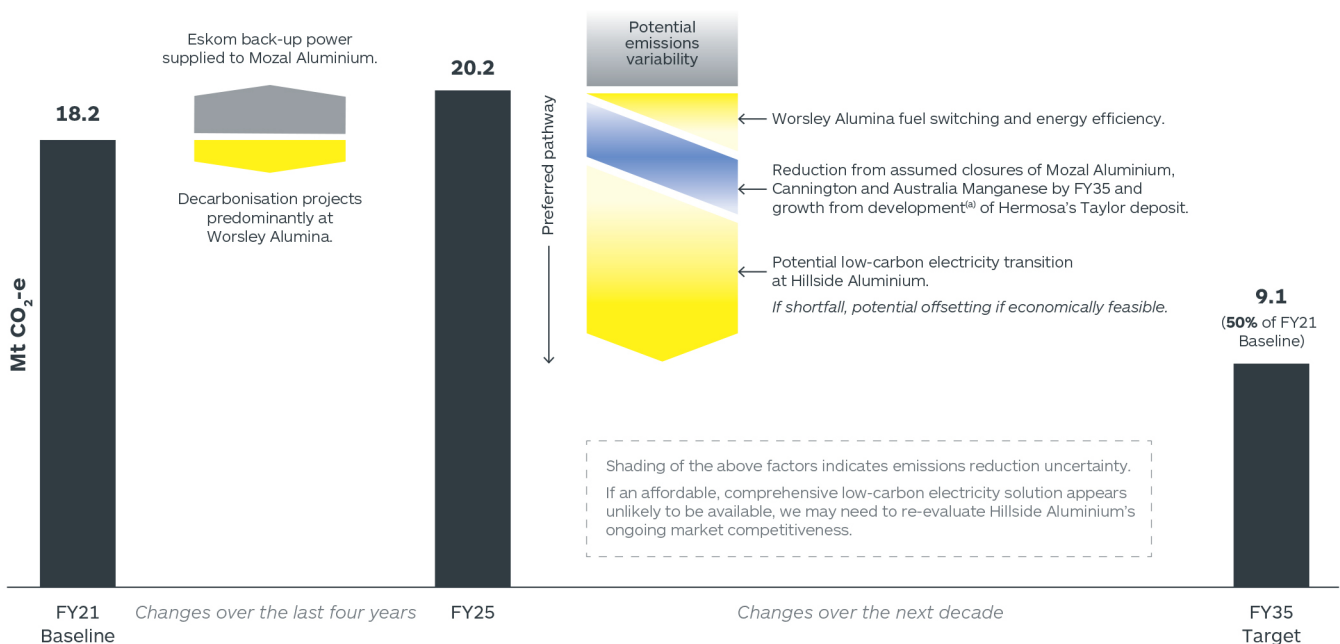 Mt CO₂-e
18.2
Eskom back-up power
supplied to Mozal Aluminium.
Decarbonisation projects
predominantly at
Worsley Alumina.
20.2
Preferred pathway
Potential
emissions
variability
Worsley Alumina fuel switching and energy efficiency.
Reduction from assumed closures of Mozal Aluminium,
Cannington and Australia Manganese by FY35 and
growth from development⁽ᵃ⁾ of Hermosa’s Taylor deposit.
Potential low-carbon electricity transition
at Hillside Aluminium.
If shortfall, potential offsetting if economically feasible.
9.1
(50% of FY21
Baseline)
Shading of the above factors indicates emissions reduction uncertainty.
If an affordable, comprehensive low-carbon electricity solution appears
unlikely to be available, we may need to re-evaluate Hillside Aluminium’s
ongoing market competitiveness.
FY21
Baseline
Changes over the last four years
FY25
Changes over the next decade
FY35
Target